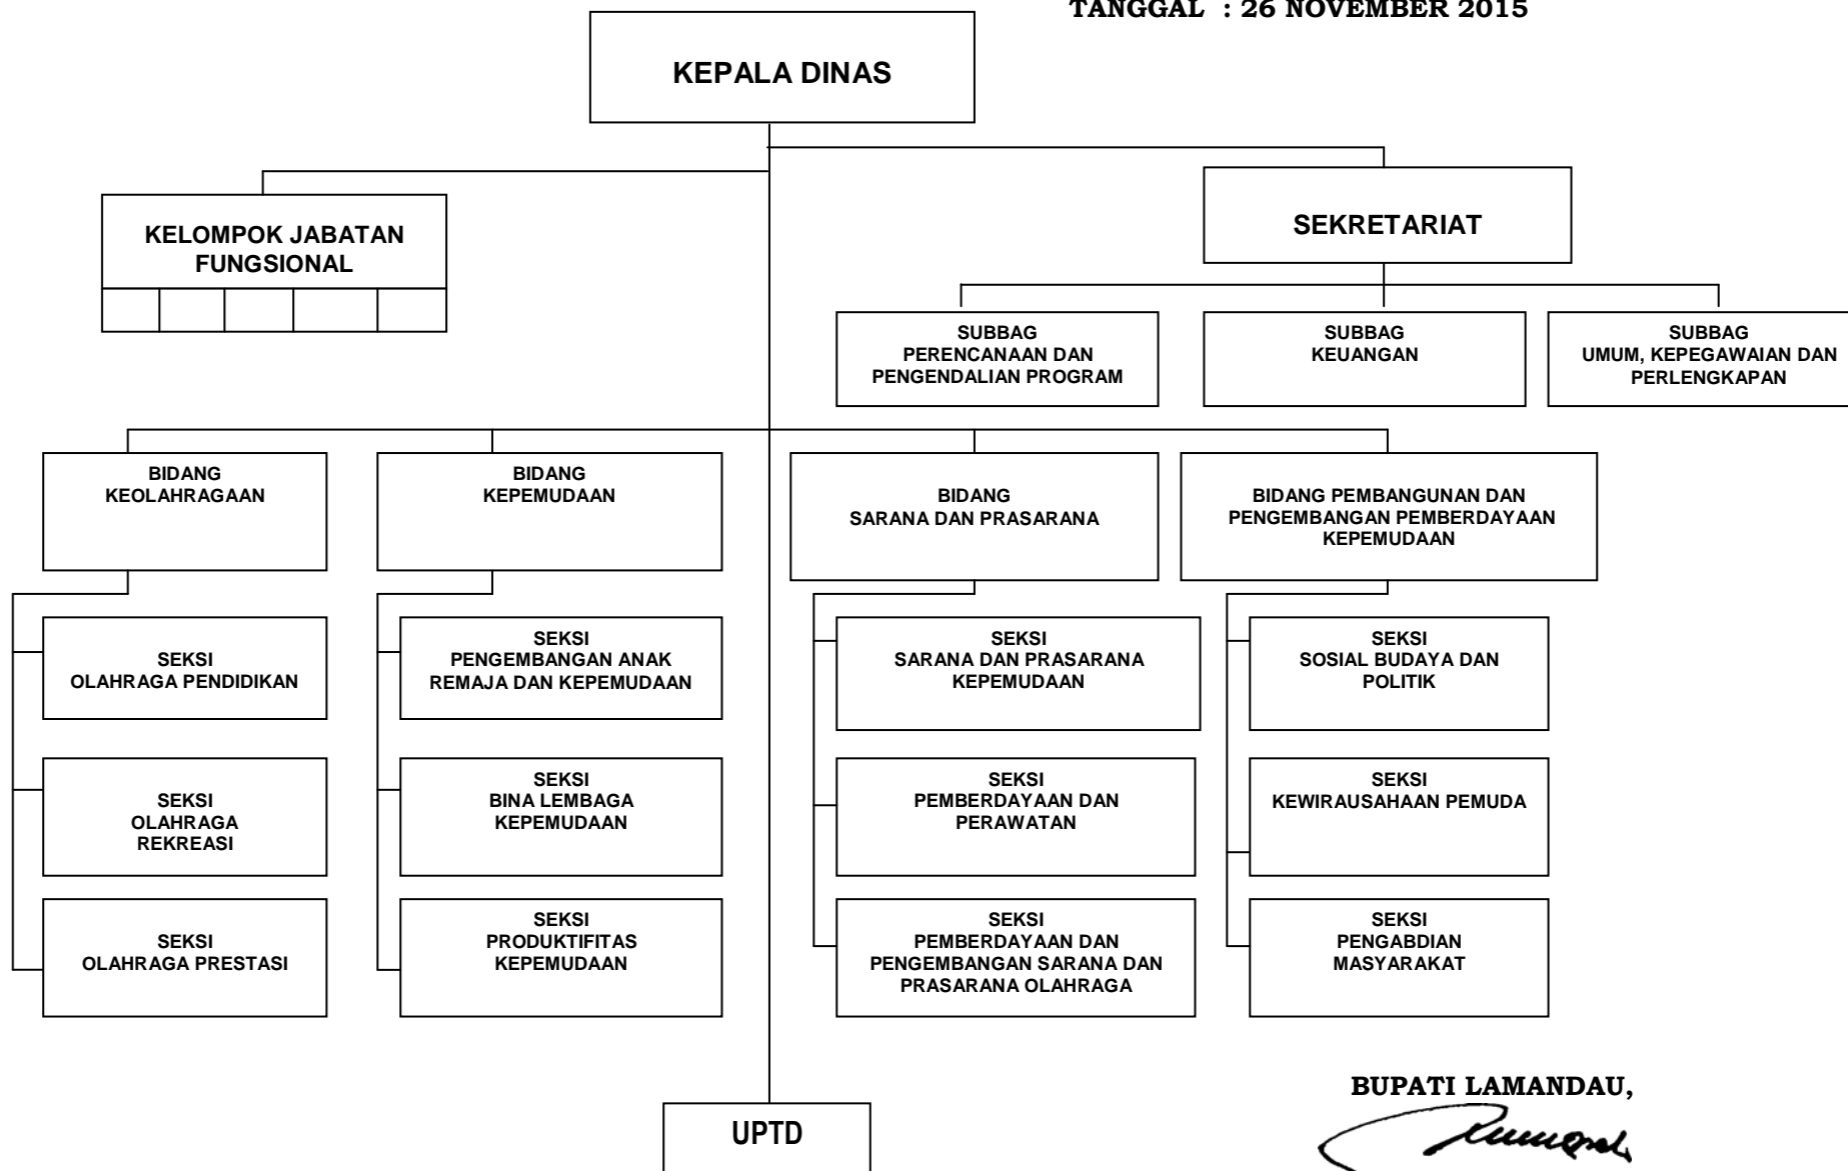 TANGGAL : 26 NOVEMBER 2015
KEPALA DINAS
KELOMPOK JABATAN
FUNGSIONAL
SEKRETARIAT
SUBBAG
PERENCANAAN DAN
PENGENDALIAN PROGRAM
SUBBAG
KEUANGAN
SUBBAG
UMUM, KEPEGAWAIAN DAN
PERLENGKAPAN
BIDANG
KEOLAHRAGAAN
BIDANG
KEPEMUDAAN
BIDANG
SARANA DAN PRASARANA
BIDANG PEMBANGUNAN DAN
PENGEMBANGAN PEMBERDAYAAN
KEPEMUDAAN
SEKSI
OLAHRAGA PENDIDIKAN
SEKSI
PENGEMBANGAN ANAK
REMAJA DAN KEPEMUDAAN
SEKSI
SARANA DAN PRASARANA
KEPEMUDAAN
SEKSI
SOSIAL BUDAYA DAN
POLITIK
SEKSI
OLAHRAGA
REKREASI
SEKSI
BINA LEMBAGA
KEPEMUDAAN
SEKSI
PEMBERDAYAAN DAN
PERAWATAN
SEKSI
KEWIRAUSAHAAN PEMUDA
SEKSI
OLAHRAGA PRESTASI
SEKSI
PRODUKTIFITAS
KEPEMUDAAN
SEKSI
PEMBERDAYAAN DAN
PENGEMBANGAN SARANA DAN
PRASARANA OLAHRAGA
SEKSI
PENGABDIAN
MASYARAKAT
BUPATI LAMANDAU,
UPTD